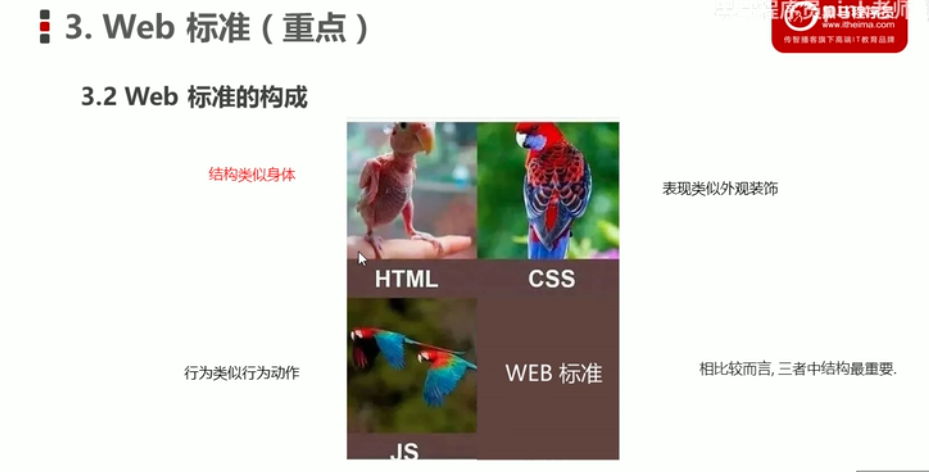 3. Web 标准（重点）
www.itheima.com
传智播客旗下高端IT教育品牌
3.2 Web 标准的构成
结构类似身体
表现类似外观装饰
HTML
CSS
行为类似行为动作
WEB 标准
相比较而言, 三者中结构最重要.
JS